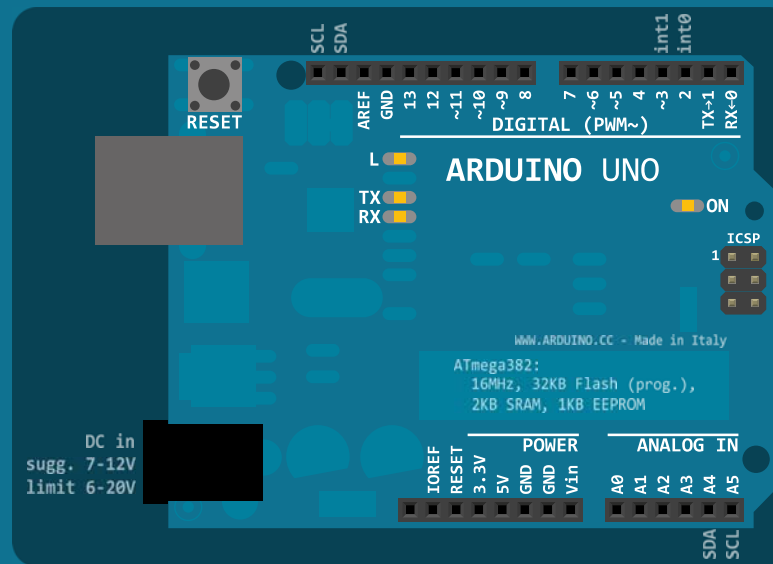 SCL
SDA
int1
int0
RESET
AREF
GND
13
12
~11
~10
~9
8
7
~6
~5
4
~3
2
TX→1
RX←0
DIGITAL (PWM~)
L
ARDUINO UNO
TX
RX
ON
ICSP
1
WWW.ARDUINO.CC - Made in Italy
ATmega382:
16MHz, 32KB Flash (prog.),
2KB SRAM, 1KB EEPROM
DC in
sugg. 7-12V
limit 6-20V
POWER
ANALOG IN
IOREF
RESET
3.3V
5V
GND
GND
Vin
A0
A1
A2
A3
A4
A5
SDA
SCL